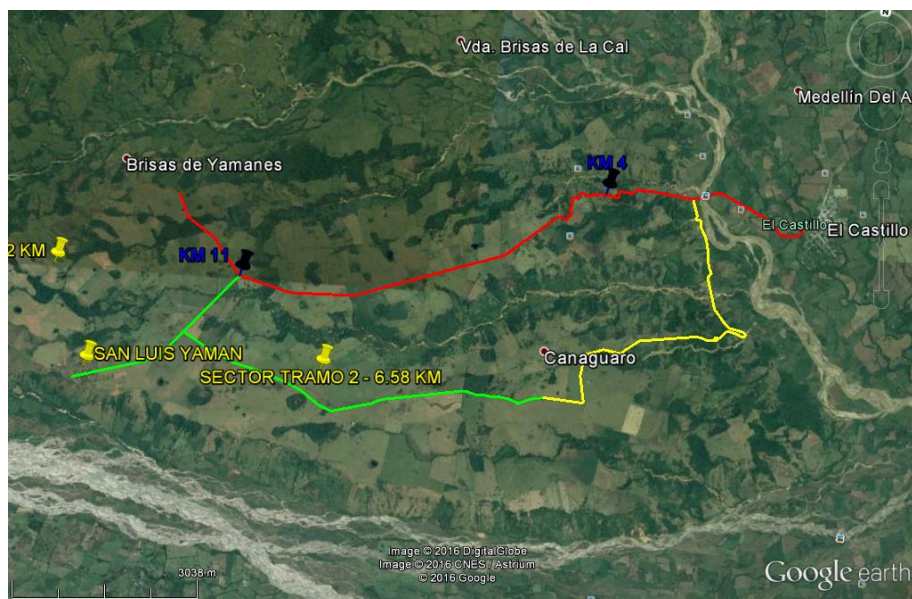 N
Vda. Brisas de La Cal
Medellín Del A
Brisas de Yamanes
KM 4
El Castillo
El Castillo
2 KM
KM 11
SAN LUIS YAMAN
Canaguaro
SECTOR TRAMO 2 - 6.58 KM
Image © 2016 DigitalGlobe
Image © 2016 CNES / Astrium
© 2016 Google
3038 m
Google earth